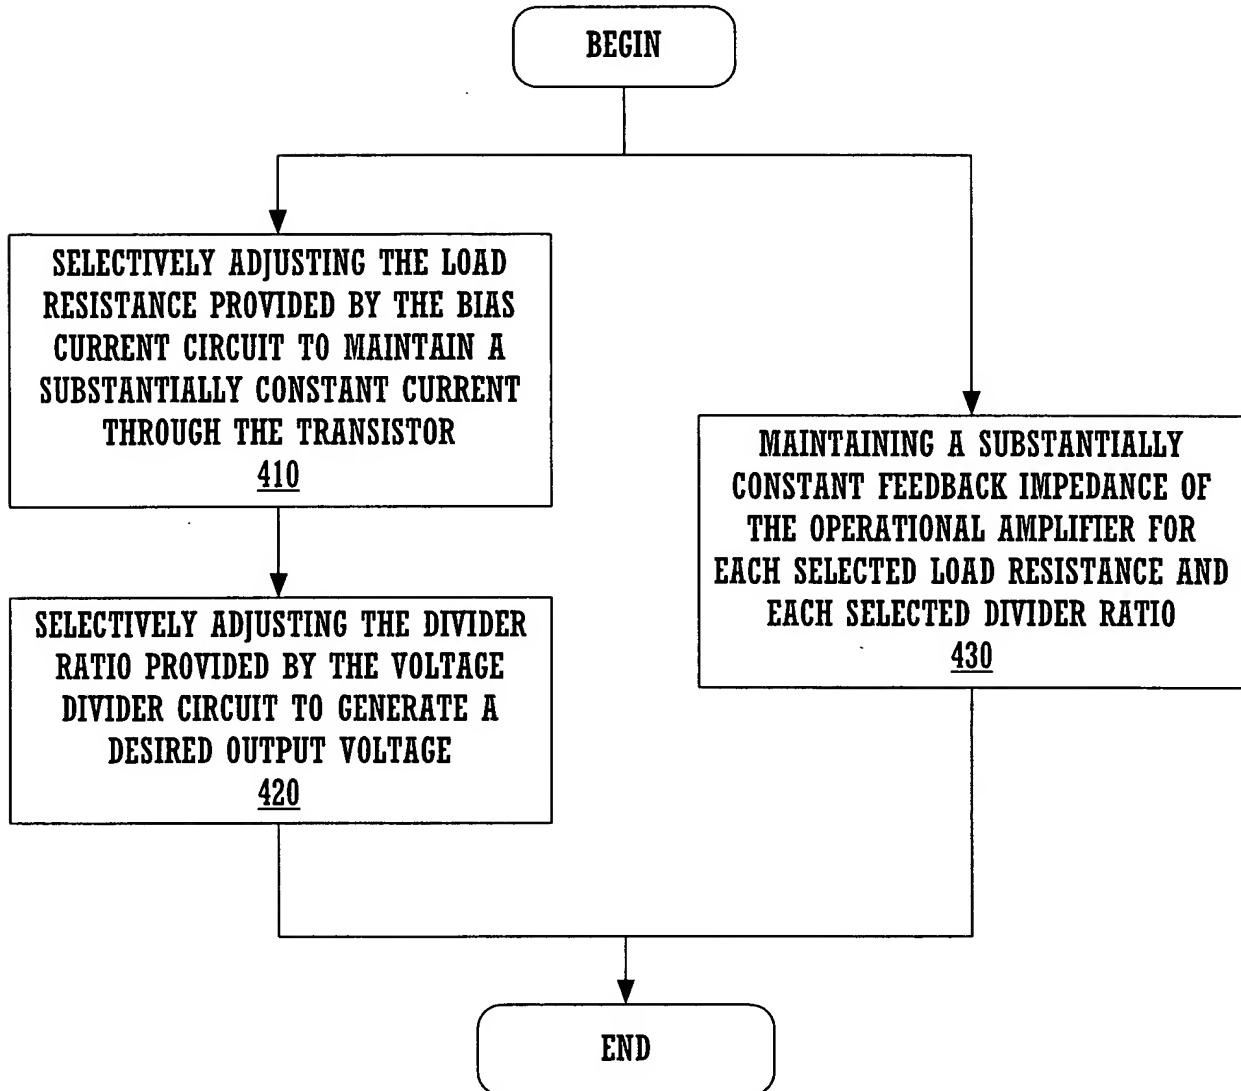 BEGIN
SELECTIVELY ADJUSTING THE LOAD
RESISTANCE PROVIDED BY THE BIAS
CURRENT CIRCUIT TO MAINTAIN A
SUBSTANTIALLY CONSTANT CURRENT
THROUGH THE TRANSISTOR
410
SELECTIVELY ADJUSTING THE DIVIDER
RATIO PROVIDED BY THE VOLTAGE
DIVIDER CIRCUIT TO GENERATE A
DESIRED OUTPUT VOLTAGE
420
MAINTAINING A SUBSTANTIALLY
CONSTANT FEEDBACK IMPEDANCE OF
THE OPERATIONAL AMPLIFIER FOR
EACH SELECTED LOAD RESISTANCE AND
EACH SELECTED DIVIDER RATIO
430
END